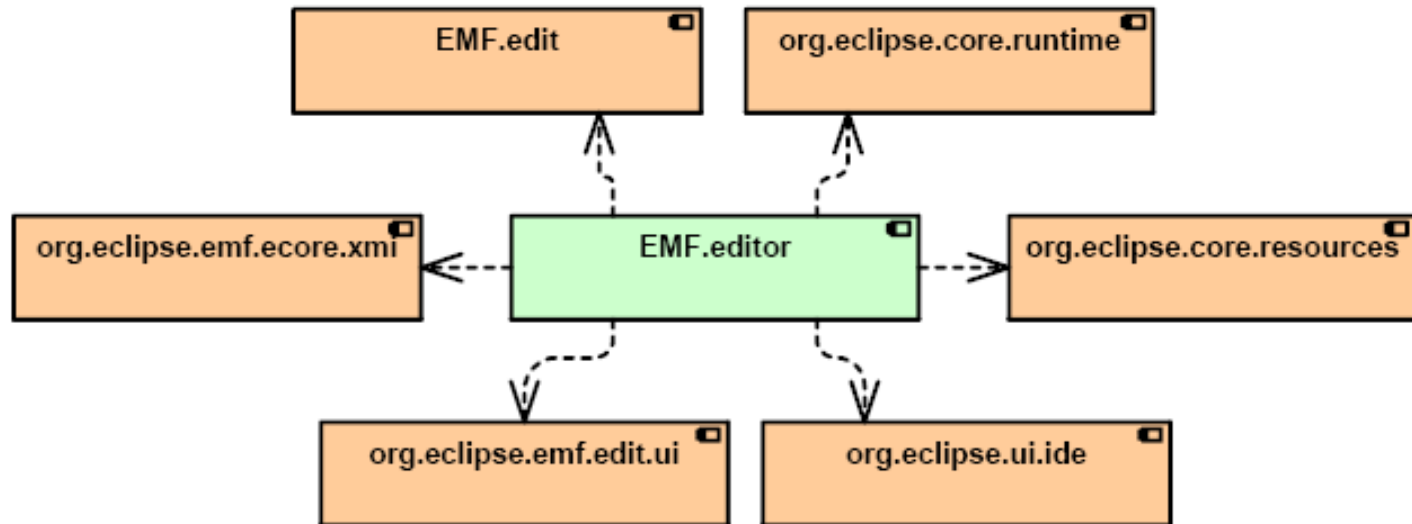 EMF.edit
org.eclipse.core.runtime
org.eclipse.emf.ecore.xmi
EMF.editor
org.eclipse.core.resources
org.eclipse.emf.edit.ui
org.eclipse.ui.ide